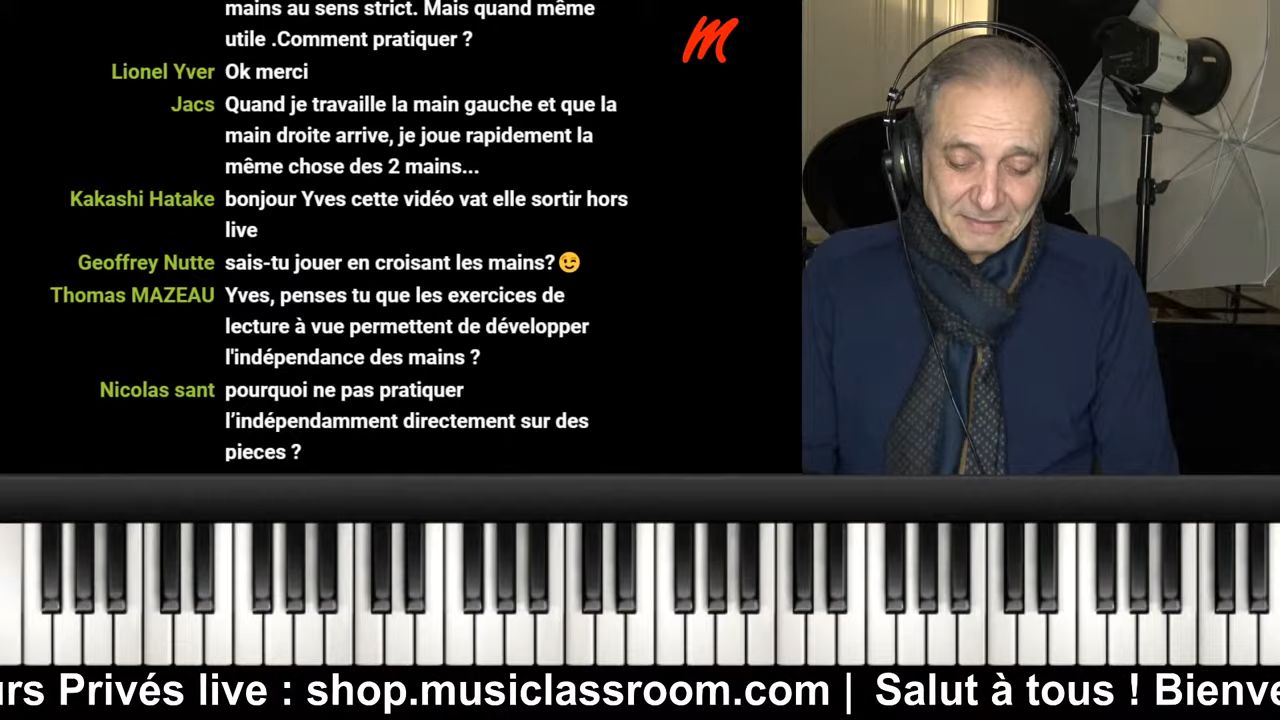 mains au sens strict. Mais quand même
utile .Comment pratiquer ?
m
Lionel Yver Ok merci
Jacs Quand je travaille la main gauche et que la
main droite arrive, je joue rapidement la
même chose des 2 mains...
Kakashi Hatake bonjour Yves cette vidéo vat elle sortir hors
live
Geoffrey Nutte sais-tu jouer en croisant les mains?😉
Thomas MAZEAU Yves, penses tu que les exercices de
lecture à vue permettent de développer
l'indépendance des mains ?
Nicolas sant pourquoi ne pas pratiquer
l’indépendamment directement sur des
pieces ?
urs Privés live : shop.musiclassroom.com | Salut à tous ! Bienve